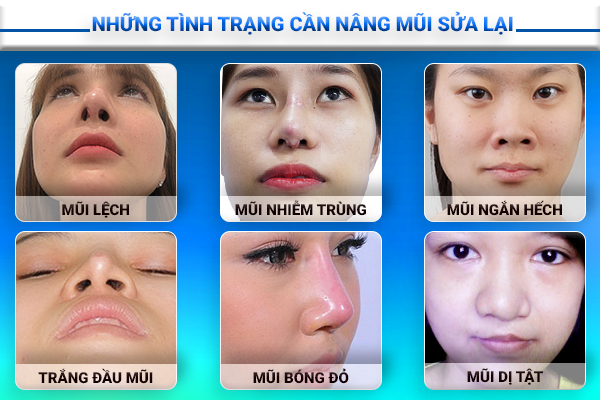 NHỮNG TÌNH TRẠNG CẦN NÂNG MŨI SỬA LẠI
MŨI LỆCH
MŨI NHIỄM TRÙNG
MŨI NGẮN HẾCH
TRẮNG ĐẦU MŨI
MŨI BÓNG ĐỎ
MŨI DỊ TẬT